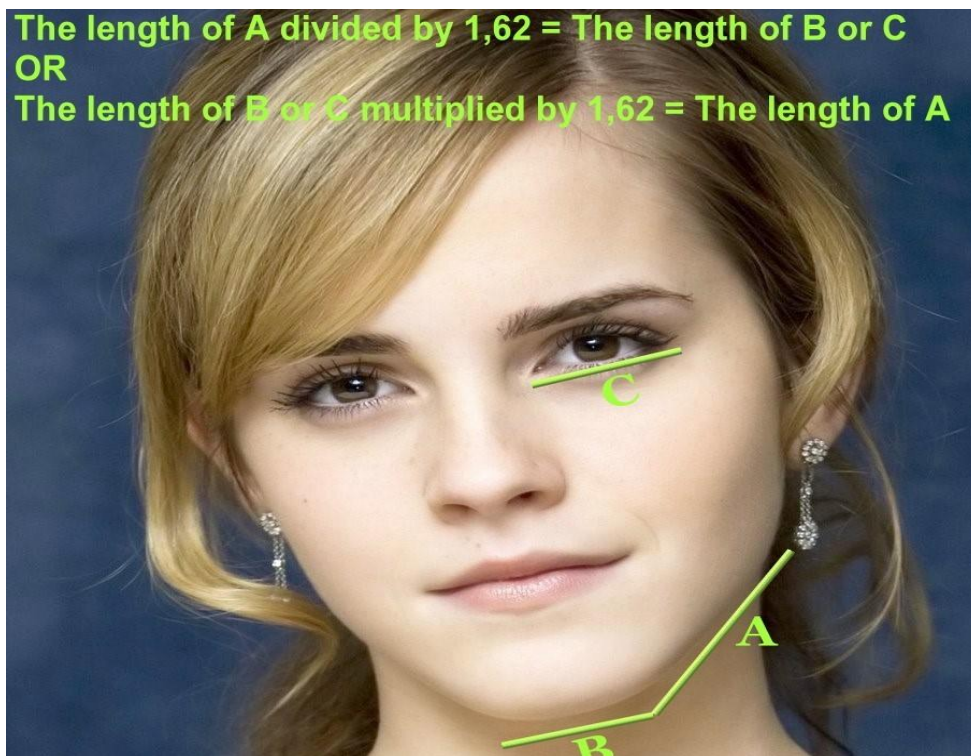 The length of A divided by 1,62 = The length of B or C
OR
The length of B or C multiplied by 1,62 = The length of A
C
A
B